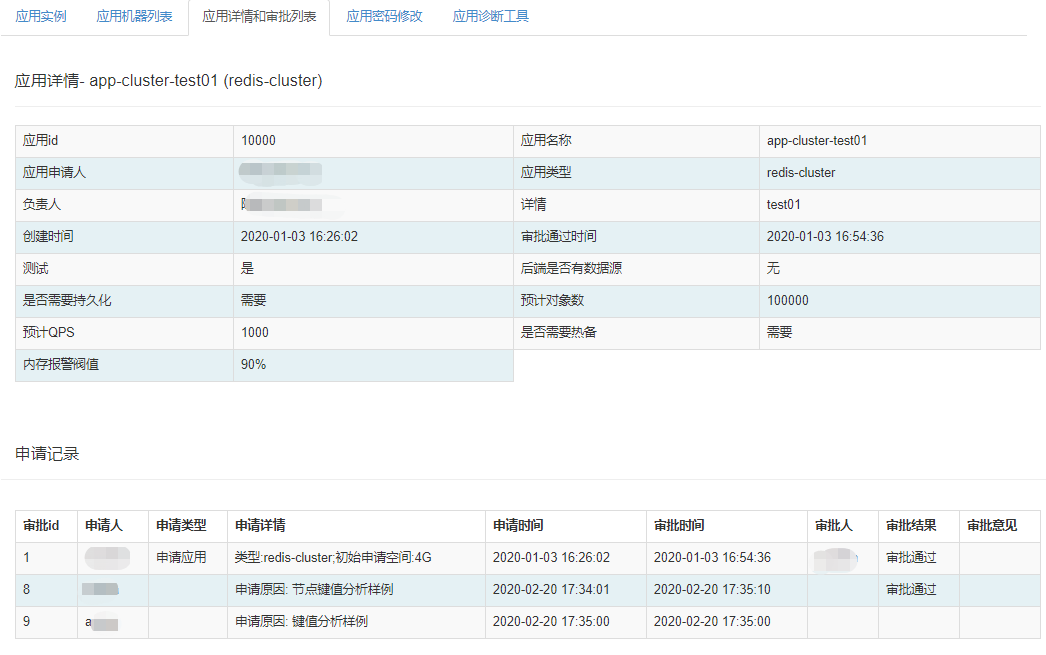 应用实例 应用机器列表 应用详情和审批列表 应用密码修改 应用诊断工具
应用详情- app-cluster-test01 (redis-cluster)
应用id 10000 应用名称 app-cluster-test01
应用申请人 应用类型 redis-cluster
负责人 详情 test01
创建时间 2020-01-03 16:26:02 审批通过时间 2020-01-03 16:54:36
测试 是 后端是否有数据源 无
是否需要持久化 需要 预计对象数 100000
预计QPS 1000 是否需要热备 需要
内存报警阀值 90%
申请记录
审批id 申请人 申请类型 申请详情 申请时间 审批时间 审批人 审批结果 审批意见
1 申请应用 类型:redis-cluster;初始申请空间:4G 2020-01-03 16:26:02 2020-01-03 16:54:36 审批通过
8 申请原因: 节点键值分析样例 2020-02-20 17:34:01 2020-02-20 17:35:10 审批通过
9 a 申请原因: 键值分析样例 2020-02-20 17:35:00 2020-02-20 17:35:00